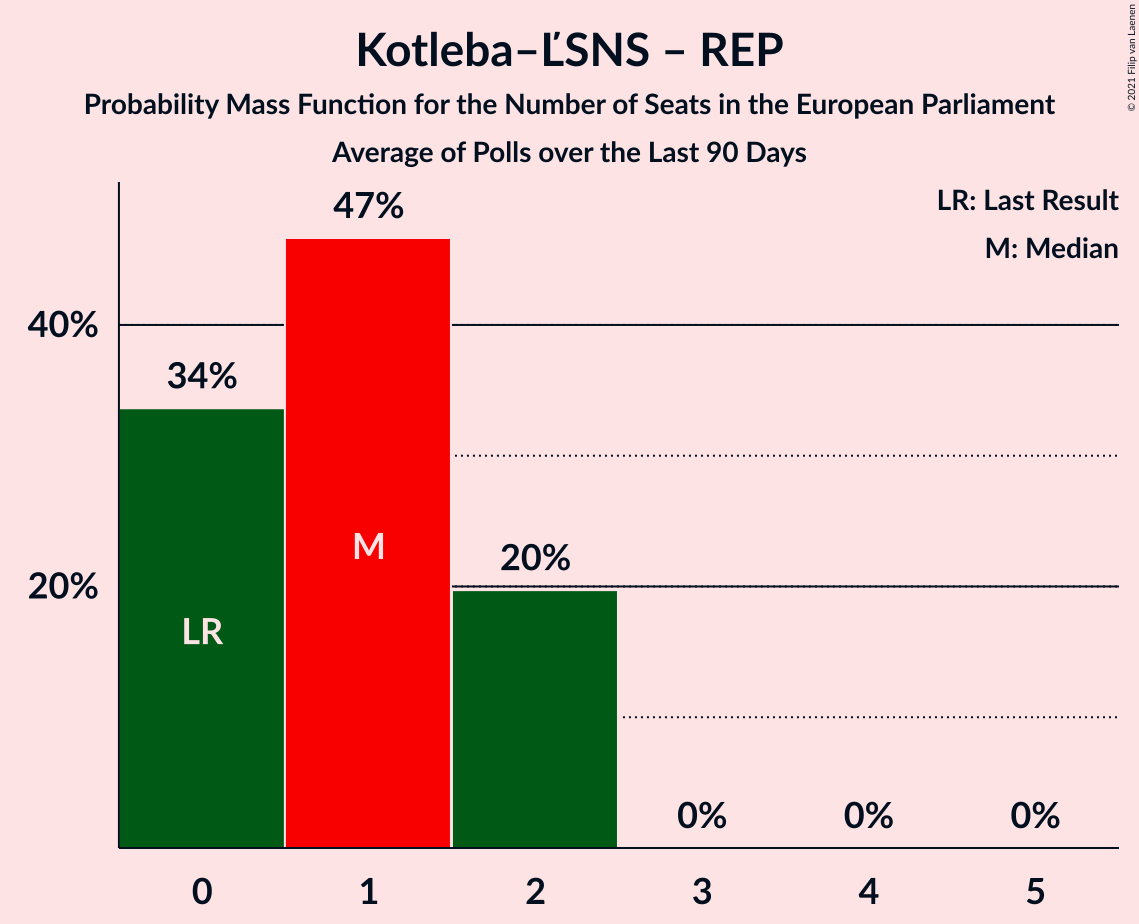 Kotleba–ĽSNS – REP
Probability Mass Function for the Number of Seats in the European Parliament
Average of Polls over the Last 90 Days
© 2021 Filip van Laenen
LR: Last Result
M: Median
47%
40%
34%
M
20%
20%
LR
0% 0% 0%
0 1 2 3 4 5